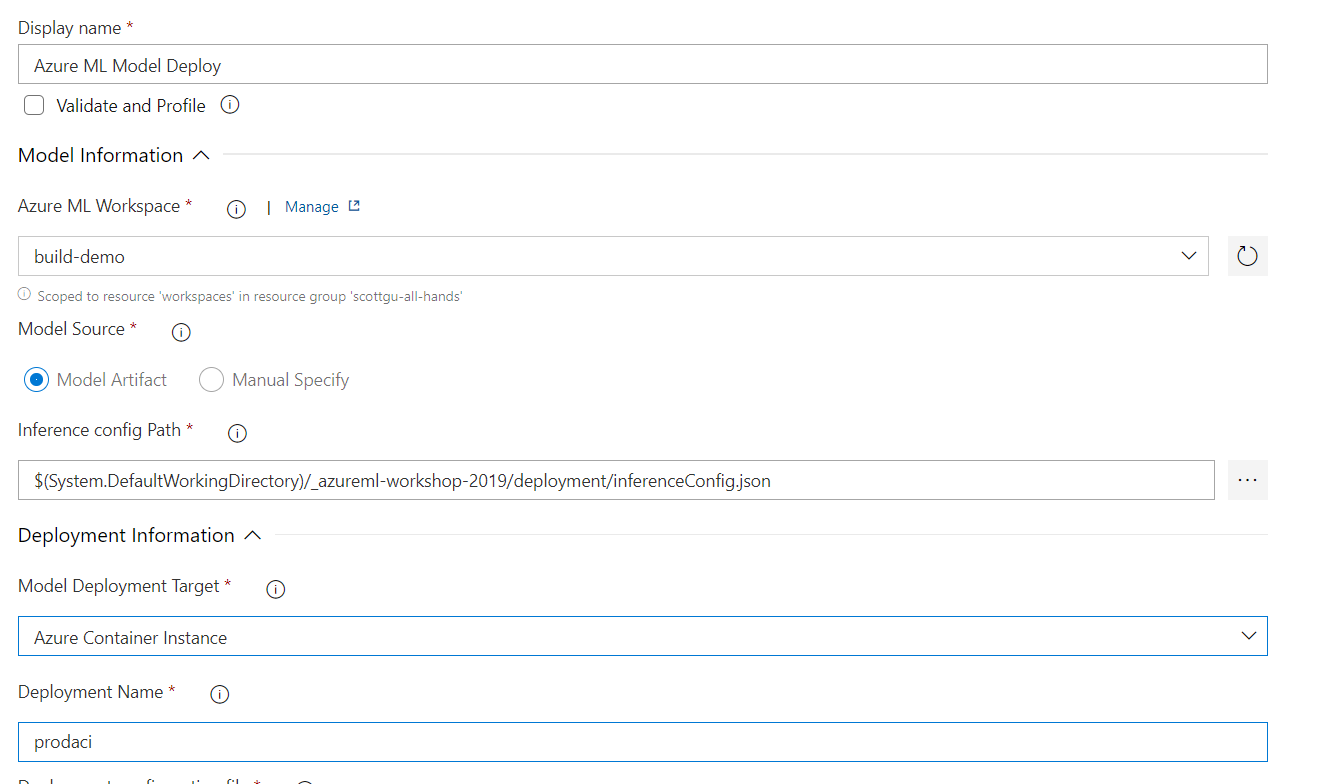 Display name *
Azure ML Model Deploy
Validate and Profile
Model Information
Azure ML Workspace * | Manage
build-demo
Scoped to resource 'workspaces' in resource group 'scottgu-all-hands'
Model Source *
Model Artifact Manual Specify
Inference config Path *
$(System.DefaultWorkingDirectory)/_azureml-workshop-2019/deployment/inferenceConfig.json
Deployment Information
Model Deployment Target *
Azure Container Instance
Deployment Name *
prodaci